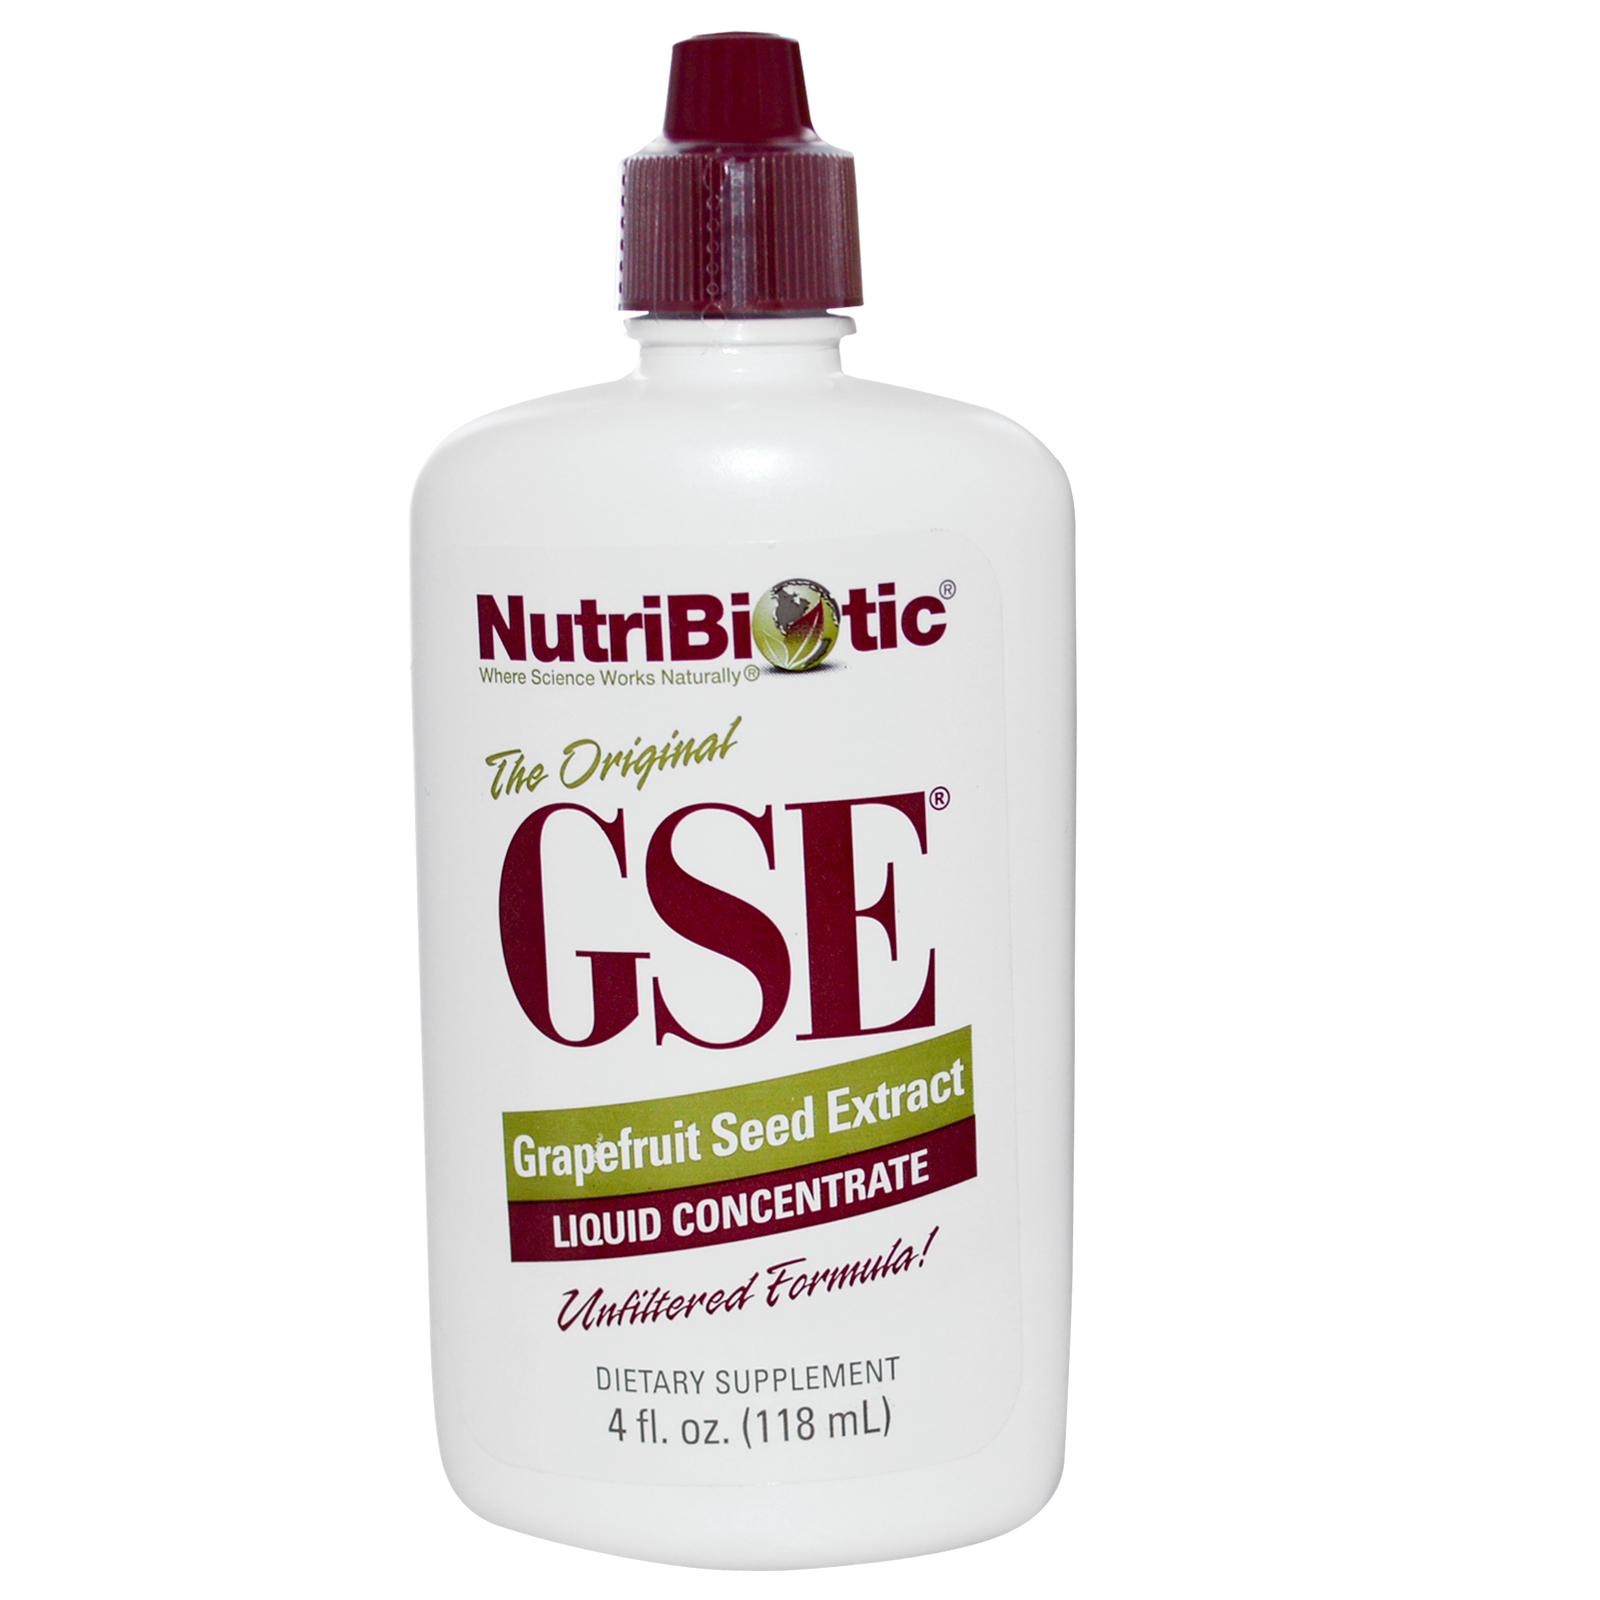 NutriBiotic®
Where Science Works Naturally®
The Original
GSE®
Grapefruit Seed Extract
LIQUID CONCENTRATE
Unfiltered Formula!
DIETARY SUPPLEMENT
4 fl. oz. (118 mL)